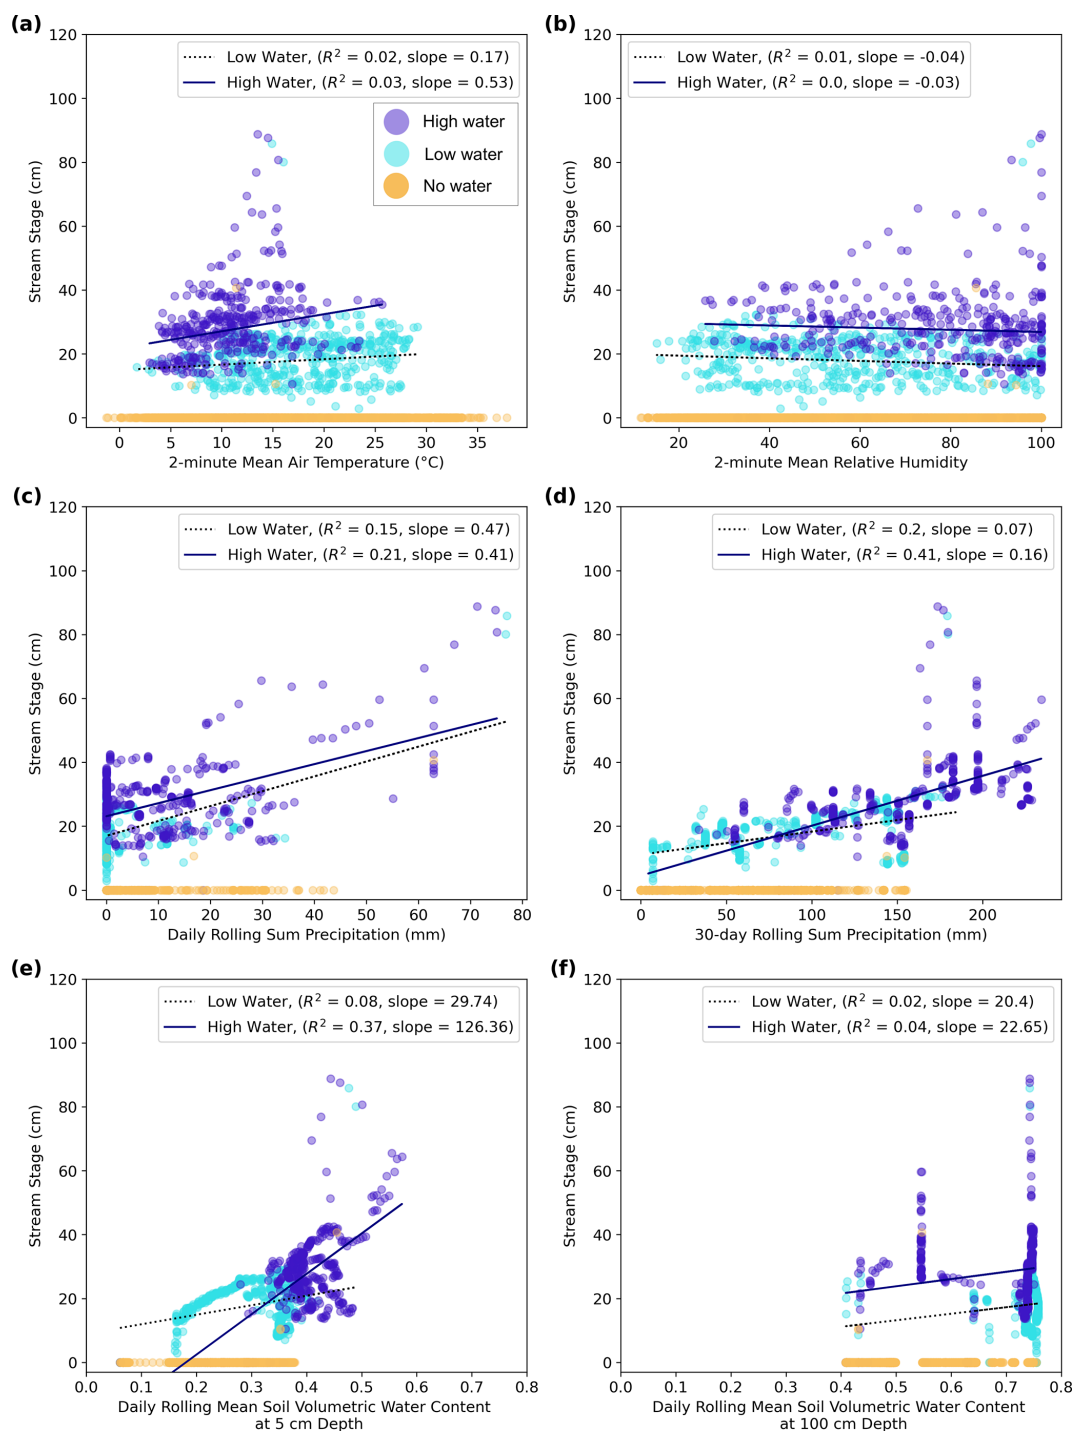 (a)
120
100
80
60
40
20
0
Stream Stage (cm)
Low Water, (R² = 0.02, slope = 0.17)
High Water, (R² = 0.03, slope = 0.53)
High water
Low water
No water
0 5 10 15 20 25 30 35
2-minute Mean Air Temperature (°C)
(b)
120
100
80
60
40
20
0
Stream Stage (cm)
Low Water, (R² = 0.01, slope = -0.04)
High Water, (R² = 0.0, slope = -0.03)
20 40 60 80 100
2-minute Mean Relative Humidity
(c)
120
100
80
60
40
20
0
Stream Stage (cm)
Low Water, (R² = 0.15, slope = 0.47)
High Water, (R² = 0.21, slope = 0.41)
0 10 20 30 40 50 60 70 80
Daily Rolling Sum Precipitation (mm)
(d)
120
100
80
60
40
20
0
Stream Stage (cm)
Low Water, (R² = 0.2, slope = 0.07)
High Water, (R² = 0.41, slope = 0.16)
0 50 100 150 200
30-day Rolling Sum Precipitation (mm)
(e)
120
100
80
60
40
20
0
Stream Stage (cm)
Low Water, (R² = 0.08, slope = 29.74)
High Water, (R² = 0.37, slope = 126.36)
0.0 0.1 0.2 0.3 0.4 0.5 0.6 0.7 0.8
Daily Rolling Mean Soil Volumetric Water Content
at 5 cm Depth
(f)
120
100
80
60
40
20
0
Stream Stage (cm)
Low Water, (R² = 0.02, slope = 20.4)
High Water, (R² = 0.04, slope = 22.65)
0.0 0.1 0.2 0.3 0.4 0.5 0.6 0.7 0.8
Daily Rolling Mean Soil Volumetric Water Content
at 100 cm Depth